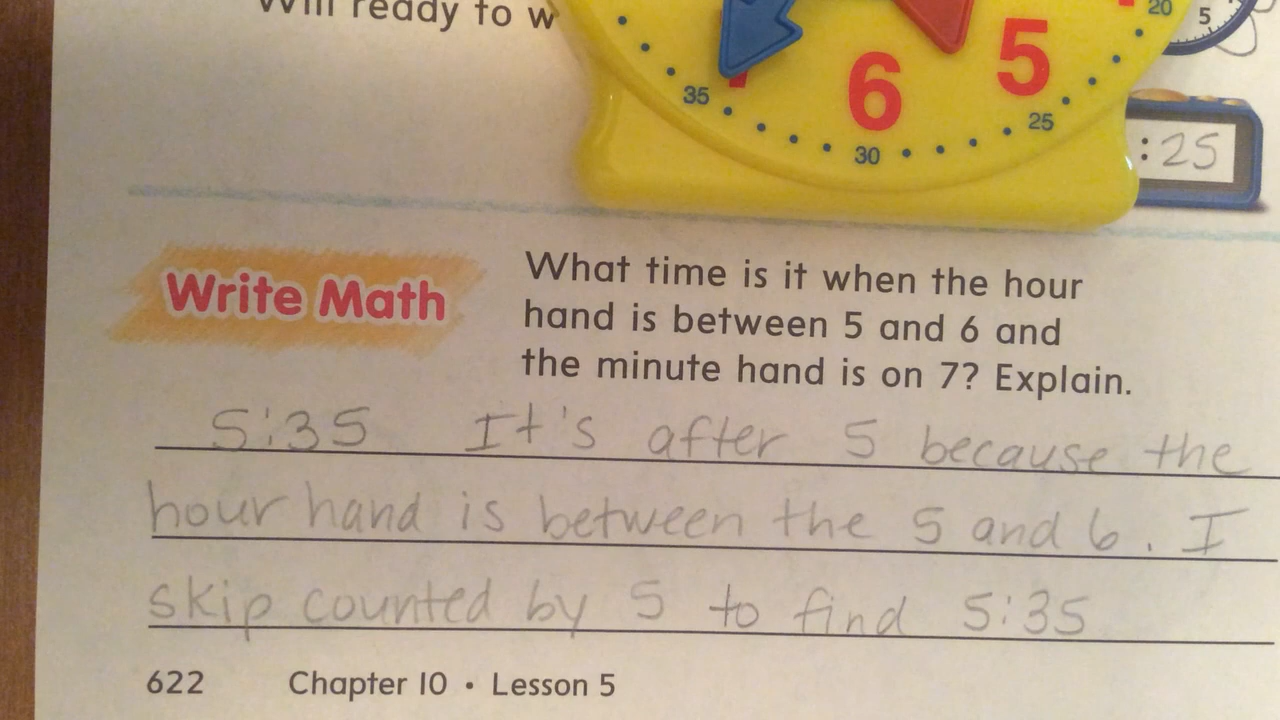 Will ready to w
20
5
5
6
35
25
30
:25
Write Math
What time is it when the hour
hand is between 5 and 6 and
the minute hand is on 7? Explain.
5:35 It's after 5 because the
hour hand is between the 5 and 6. I
skip counted by 5 to find 5:35
622 Chapter 10 • Lesson 5